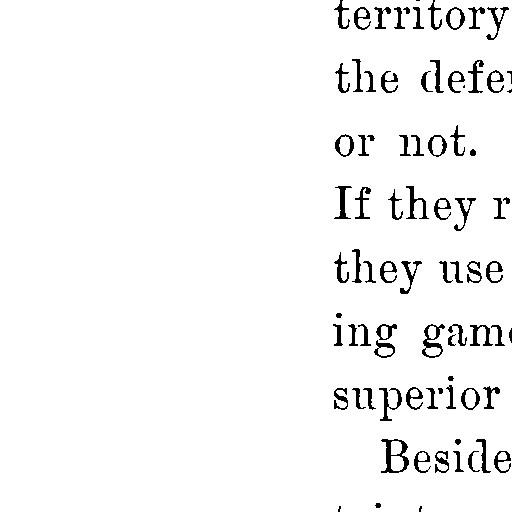 territory
the defe
or not.
If they r
they use
ing gam
superior
Beside